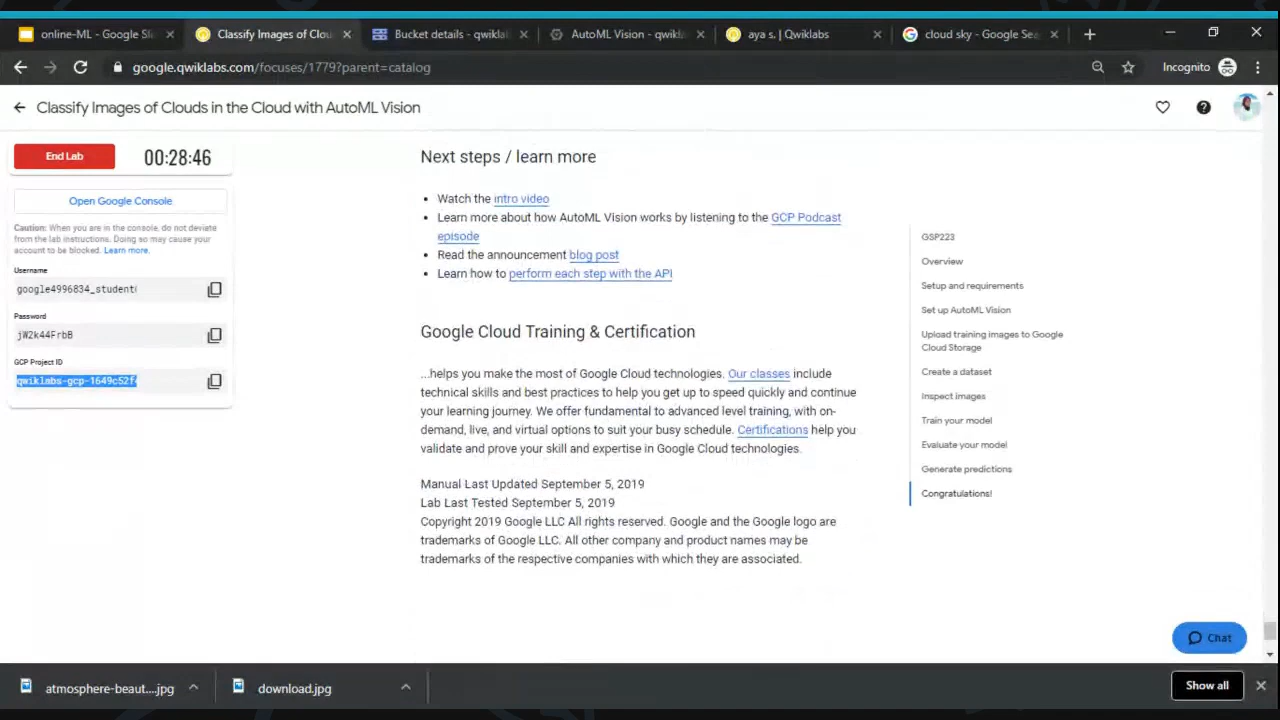 online-ML - Google Sli
Classify Images of Clou
Bucket details - qwikla
AutoML Vision - qwikla
aya s. | Qwiklabs
cloud sky - Google Sea
google.qwiklabs.com/focuses/1779?parent=catalog
Incognito
Classify Images of Clouds in the Cloud with AutoML Vision
End Lab
00:28:46
Open Google Console
Caution: When you are in the console, do not deviate
from the lab instructions. Doing so may cause your
account to be blocked. Learn more.
Username
google4996834_student
Password
jW2k44FrbB
GCP Project ID
qwiklabs-gcp-1649c52f
Next steps / learn more
• Watch the intro video
• Learn more about how AutoML Vision works by listening to the GCP Podcast
episode
• Read the announcement blog post
• Learn how to perform each step with the API
Google Cloud Training & Certification
...helps you make the most of Google Cloud technologies. Our classes include
technical skills and best practices to help you get up to speed quickly and continue
your learning journey. We offer fundamental to advanced level training, with on-
demand, live, and virtual options to suit your busy schedule. Certifications help you
validate and prove your skill and expertise in Google Cloud technologies.
Manual Last Updated September 5, 2019
Lab Last Tested September 5, 2019
Copyright 2019 Google LLC All rights reserved. Google and the Google logo are
trademarks of Google LLC. All other company and product names may be
trademarks of the respective companies with which they are associated.
GSP223
Overview
Setup and requirements
Set up AutoML Vision
Upload training images to Google
Cloud Storage
Create a dataset
Inspect images
Train your model
Evaluate your model
Generate predictions
Congratulations!
Chat
atmosphere-beaut....jpg
download.jpg
Show all